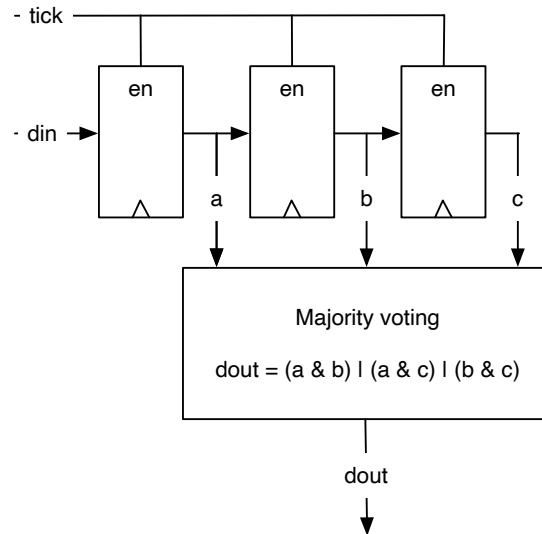 tick
en en en
din
a b c
Majority voting
dout = (a & b) | (a & c) | (b & c)
dout